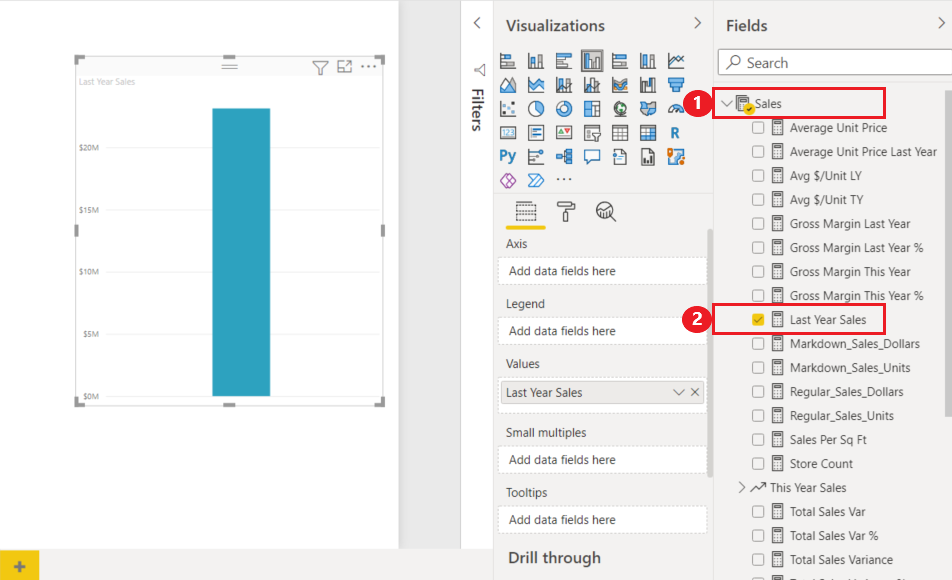 Last Year Sales
$20M
$15M
$10M
$5M
$0M
Filters
Visualizations
123
R
Py
Axis
Add data fields here
Legend
Add data fields here
Values
Last Year Sales
Small multiples
Add data fields here
Tooltips
Add data fields here
Drill through
Fields
Search
1
Sales
Average Unit Price
Average Unit Price Last Year
Avg $/Unit LY
Avg $/Unit TY
Gross Margin Last Year
Gross Margin Last Year %
Gross Margin This Year
Gross Margin This Year %
2
Last Year Sales
Markdown_Sales_Dollars
Markdown_Sales_Units
Regular_Sales_Dollars
Regular_Sales_Units
Sales Per Sq Ft
Store Count
This Year Sales
Total Sales Var
Total Sales Var %
Total Sales Variance